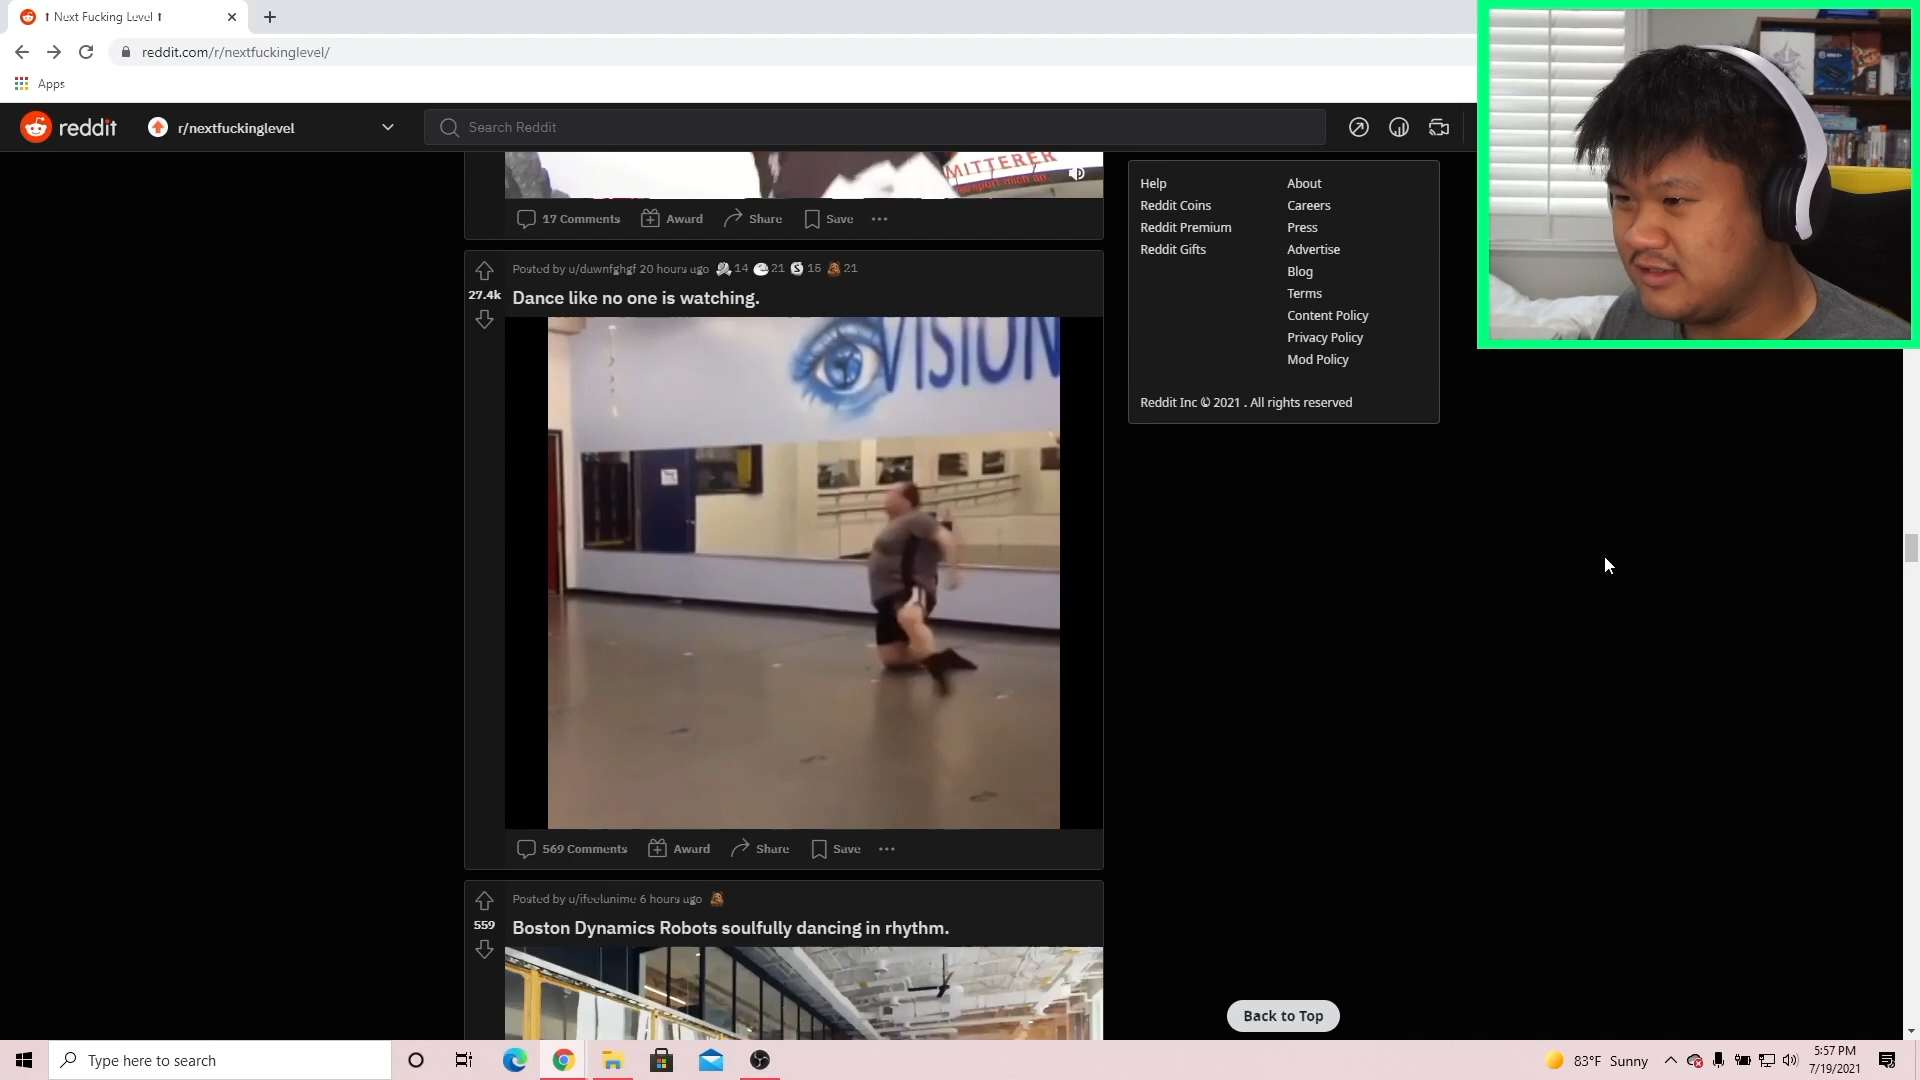 ↑ Next Fucking Level ↑
reddit.com/r/nextfuckinglevel/
Apps
reddit
r/nextfuckinglevel
Search Reddit
MITTERER
17 Comments
Award
Share
Save
Posted by u/dawnfghgf 20 hours ago 14 21 15 21
27.4k
Dance like no one is watching.
VISION
569 Comments
Award
Share
Save
Posted by u/ifeelanime 6 hours ago
559
Boston Dynamics Robots soulfully dancing in rhythm.
Help
Reddit Coins
Reddit Premium
Reddit Gifts
About
Careers
Press
Advertise
Blog
Terms
Content Policy
Privacy Policy
Mod Policy
Reddit Inc © 2021 . All rights reserved
Back to Top
Type here to search
83°F Sunny
5:57 PM
7/19/2021